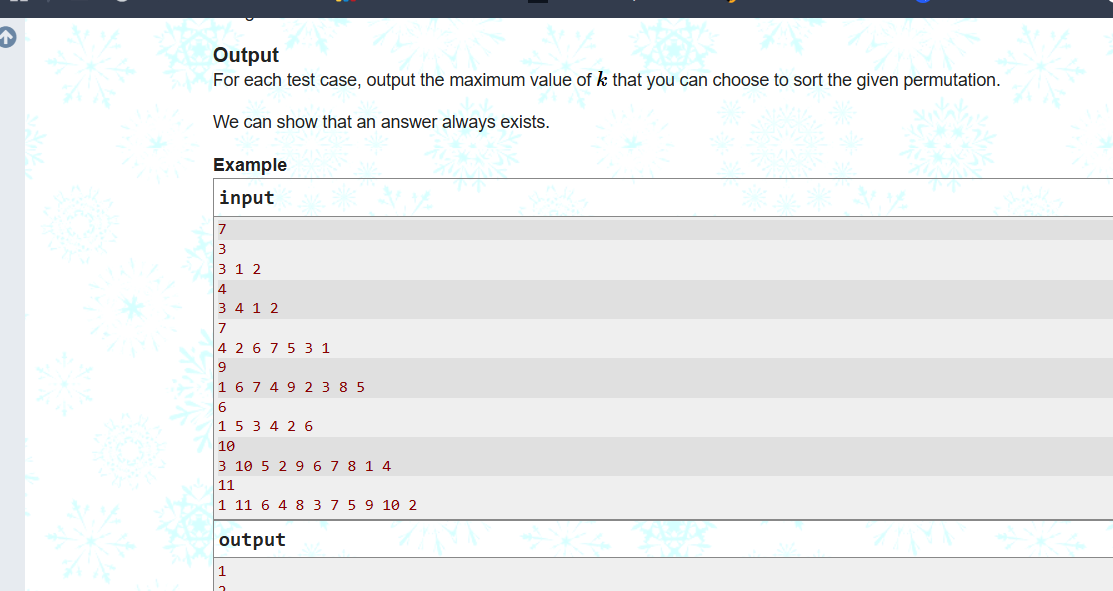 Output
For each test case, output the maximum value of k that you can choose to sort the given permutation.
We can show that an answer always exists.
Example
input
7
3
3 1 2
4
3 4 1 2
7
4 2 6 7 5 3 1
9
1 6 7 4 9 2 3 8 5
6
1 5 3 4 2 6
10
3 10 5 2 9 6 7 8 1 4
11
1 11 6 4 8 3 7 5 9 10 2
output
1